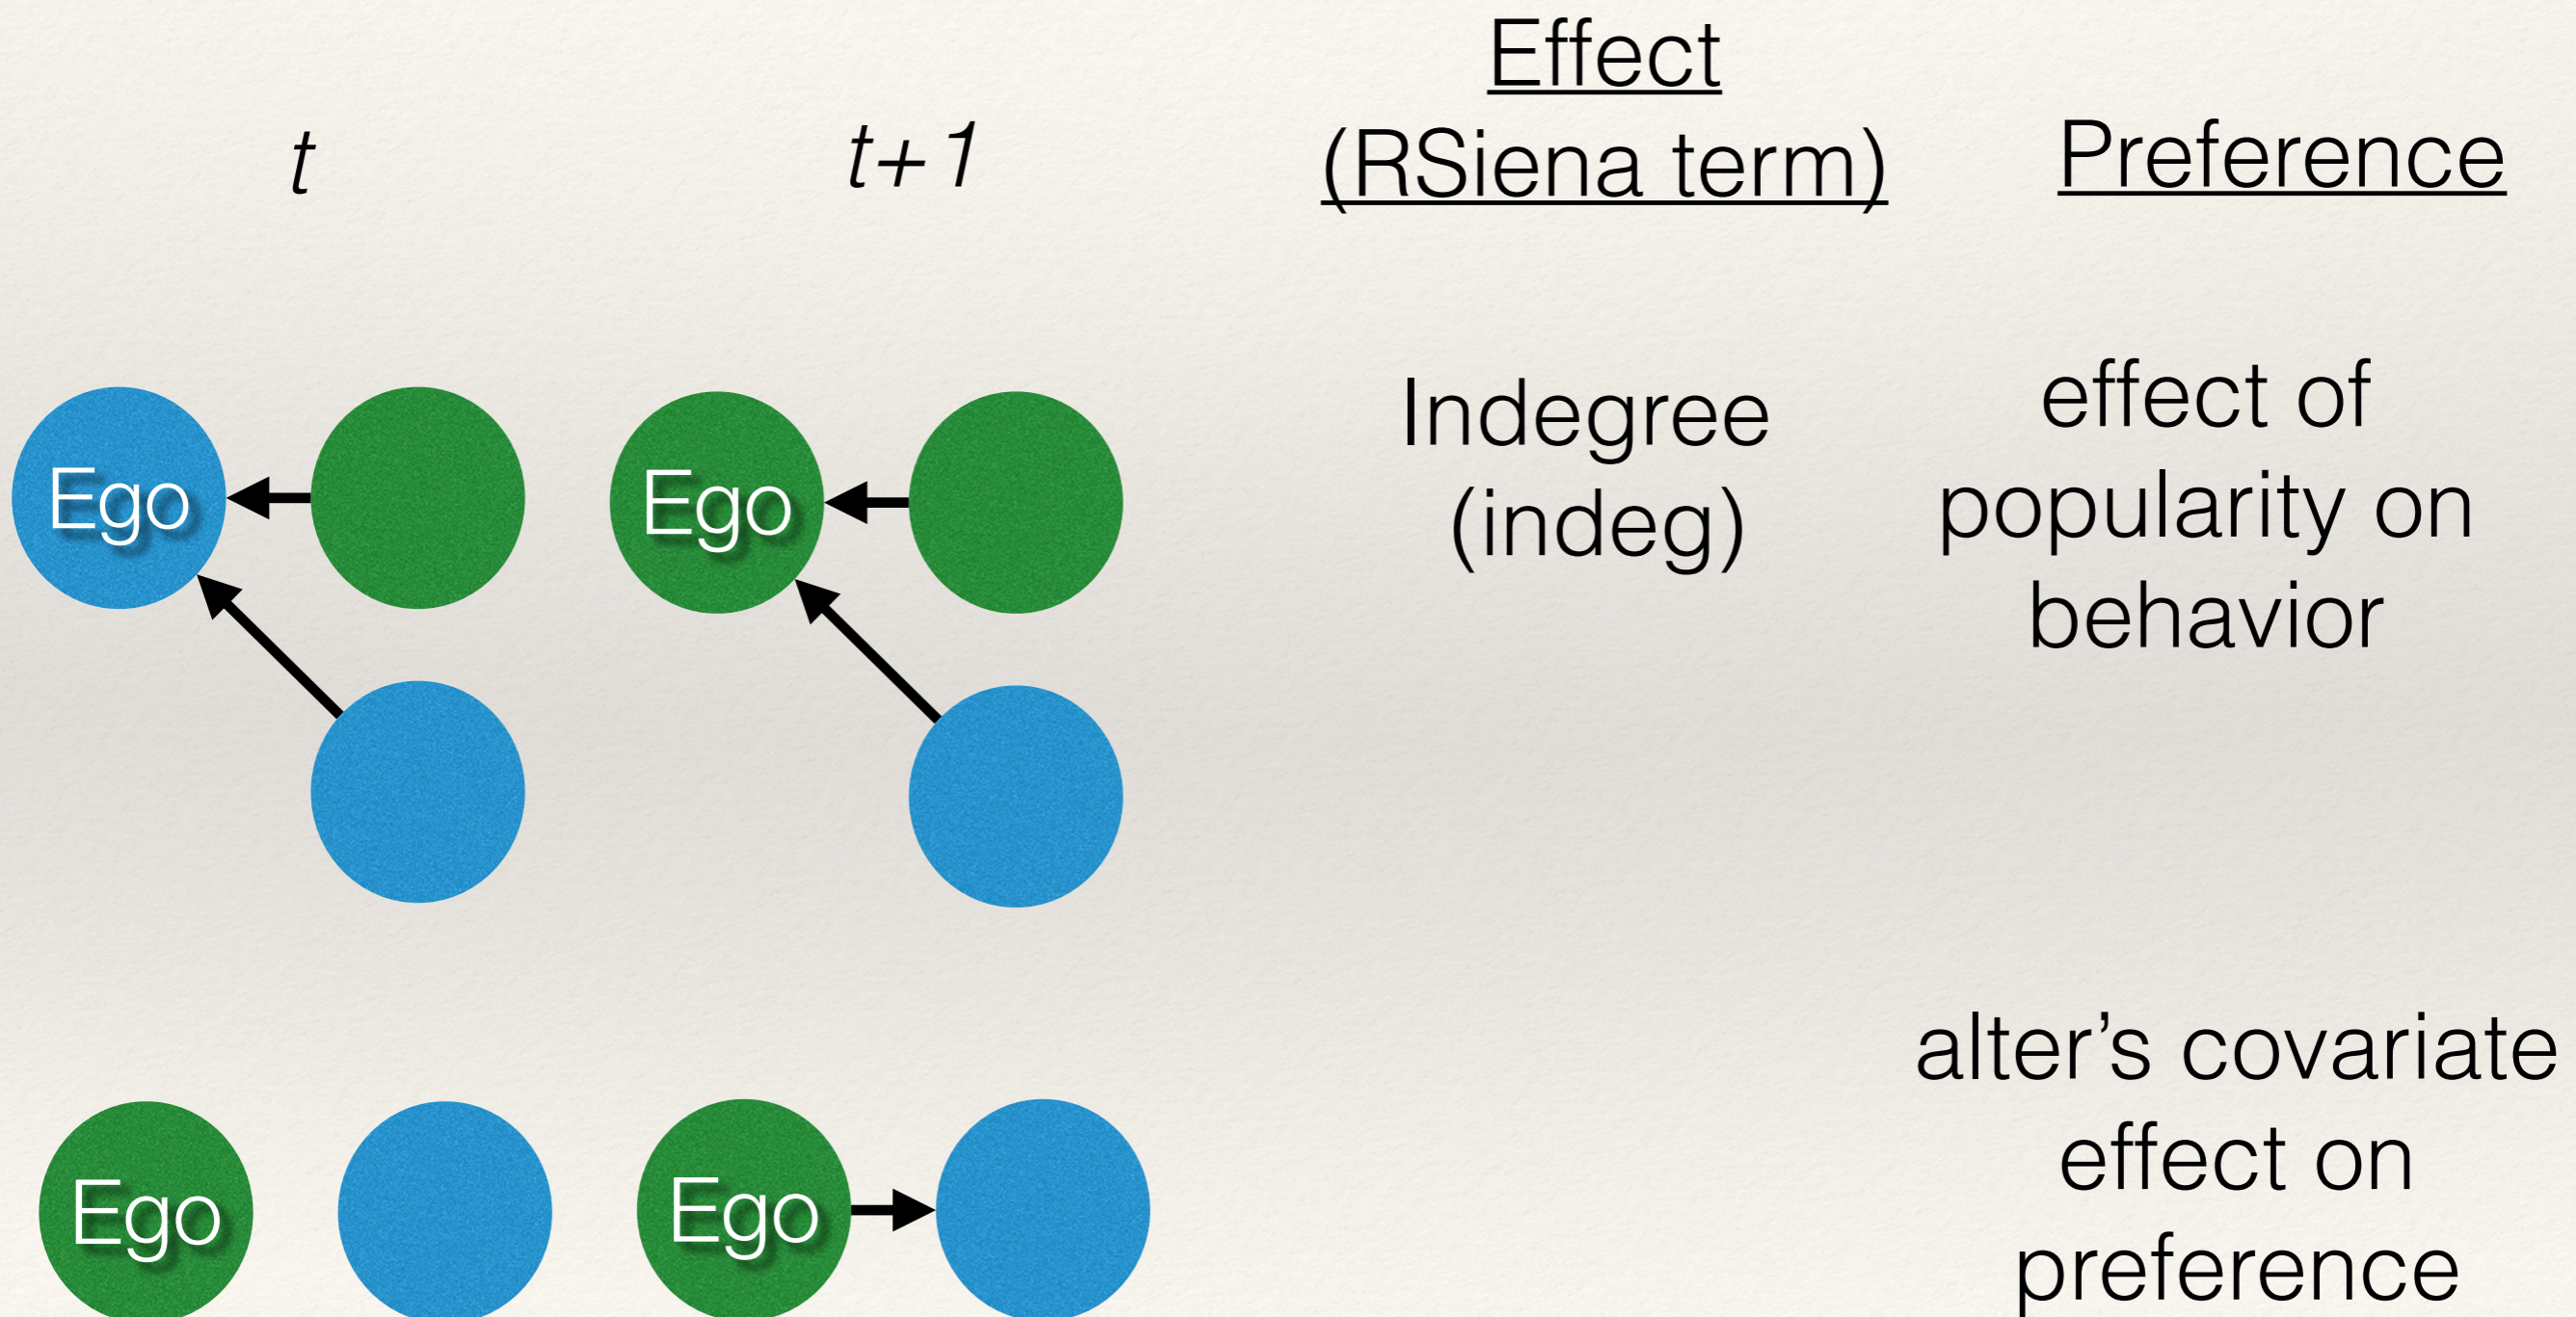 t
t+1
Effect
(RSiena term)
Preference
Ego
Ego
Indegree
(indeg)
effect of
popularity on
behavior
Ego
Ego
alter’s covariate
effect on
preference